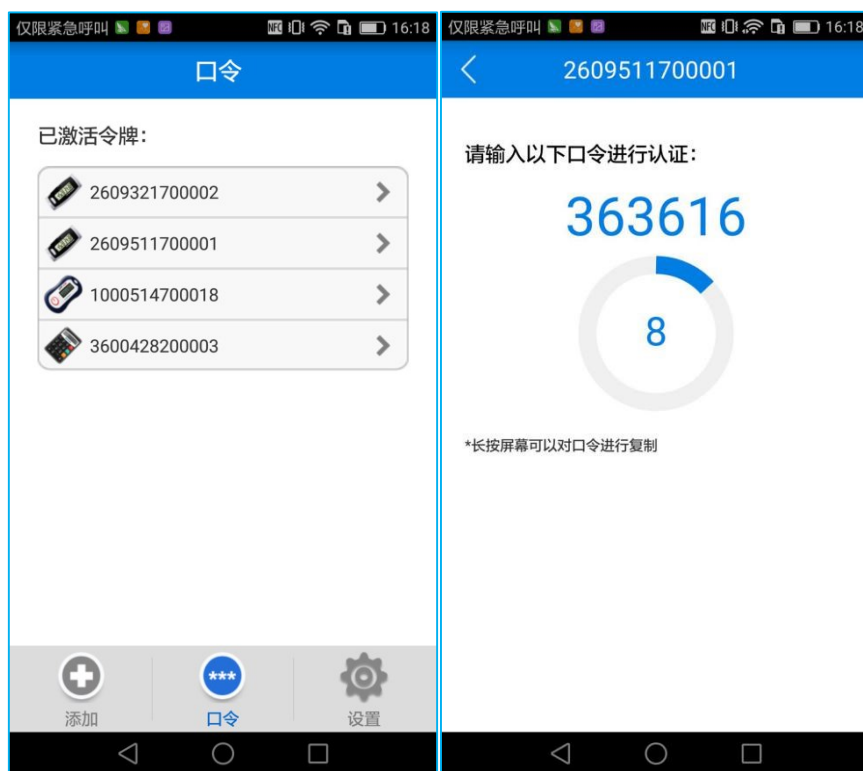 仅限紧急呼叫 16:18
口令
已激活令牌：
2609321700002
2609511700001
1000514700018
3600428200003
***
添加 口令 设置
仅限紧急呼叫 16:18
2609511700001
请输入以下口令进行认证：
363616
8
*长按屏幕可以对口令进行复制